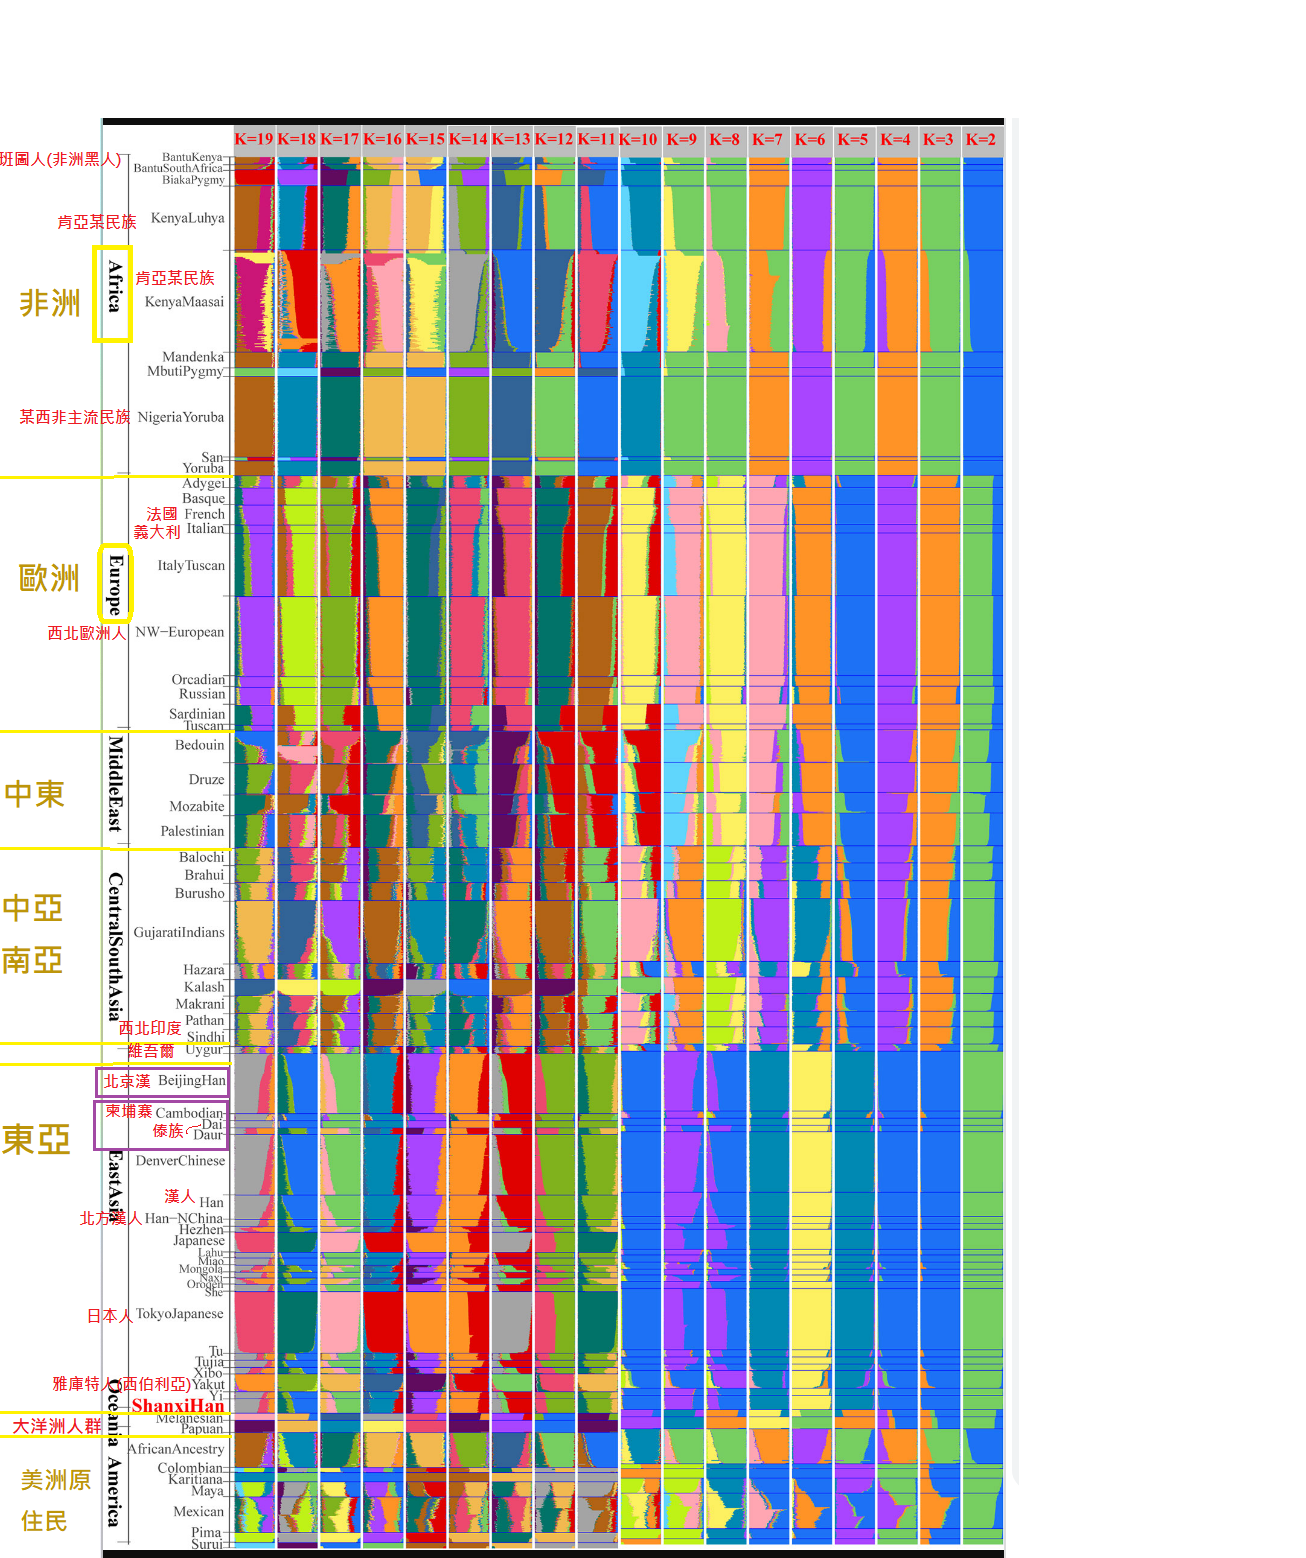 K=19 K=18 K=17 K=16 K=15 K=14 K=13 K=12 K=11 K=10 K=9 K=8 K=7 K=6 K=5 K=4 K=3 K=2
班圖人(非洲黑人)
BantuKenya
BantuSouthAfrica
BiakaPygmy
肯亞某民族 KenyaLuhya
非洲
Africa
肯亞某民族
KenyaMaasai
Mandenka
MbutiPygmy
某西非主流民族 NigeriaYoruba
San
Yoruba
歐洲
Europe
Adygei
Basque
法國 French
義大利 Italian
ItalyTuscan
西北歐洲人 NW-European
Orcadian
Russian
Sardinian
Tuscan
中東
MiddleEast
Bedouin
Druze
Mozabite
Palestinian
中亞
南亞
CentralSouthAsia
Balochi
Brahui
Burusho
GujaratiIndians
Hazara
Kalash
Makrani
Pathan
西北印度 Sindhi
維吾爾 Uygur
東亞
EastAsia
北京漢 BeijingHan
柬埔寨 Cambodian
傣族 Dai
Daur
DenverChinese
漢人 Han
北方漢人 Han-NChina
Hezhen
Japanese
Lahu
Miao
Mongola
Naxi
Oroqen
She
日本人 TokyoJapanese
Tu
Tujia
Xibo
雅庫特人(西伯利亞) Yakut
Yi
ShanxiHan
Oceania
大洋洲人群 Melanesian
Papuan
美洲原
住民
America
AfricanAncestry
Colombian
Karitiana
Maya
Mexican
Pima
Surui